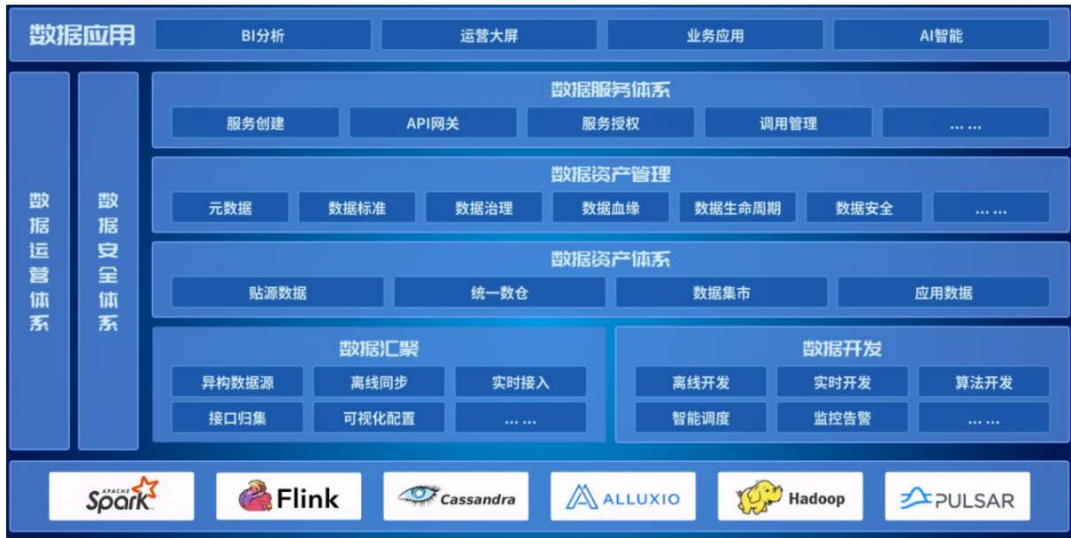 数据应用
BI分析
运营大屏
业务应用
AI智能
数据运营体系
数据安全体系
数据服务体系
服务创建
API网关
服务授权
调用管理
... ...
数据资产管理
元数据
数据标准
数据治理
数据血缘
数据生命周期
数据安全
... ...
数据资产体系
贴源数据
统一数仓
数据集市
应用数据
数据汇聚
异构数据源
离线同步
实时接入
接口归集
可视化配置
... ...
数据开发
离线开发
实时开发
算法开发
智能调度
监控告警
... ...
APACHE
Spark
Flink
Cassandra
ALLUXIO
Hadoop
PULSAR